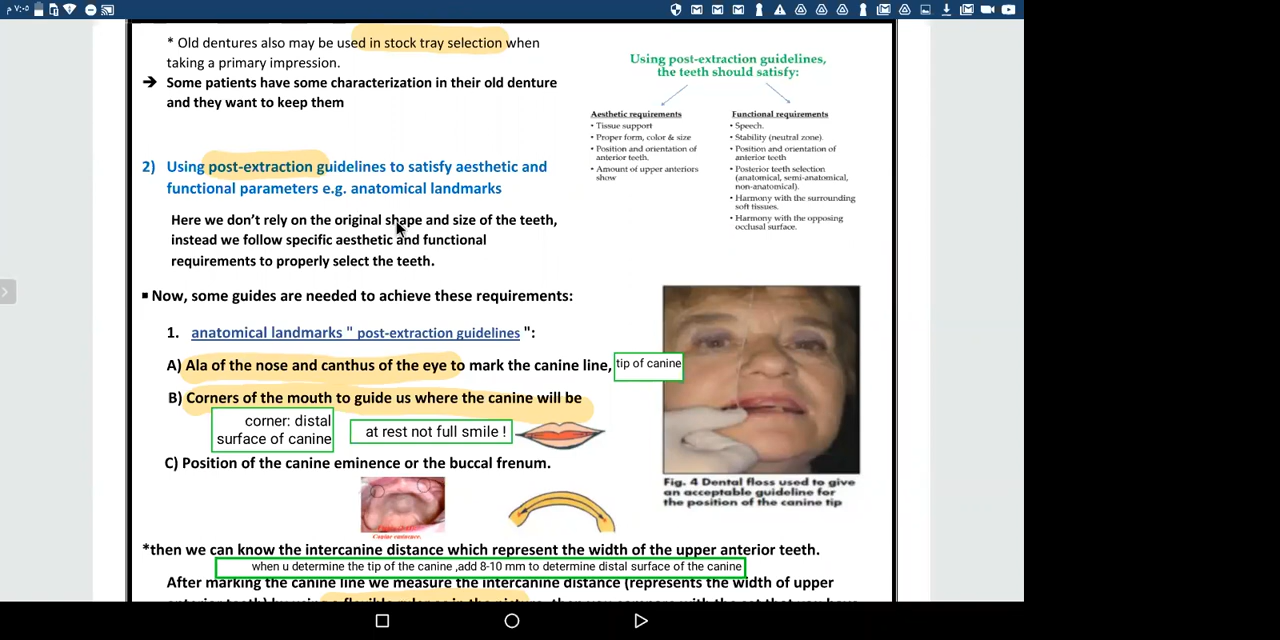 م ٧:٠٥
* Old dentures also may be used in stock tray selection when
taking a primary impression.
➔ Some patients have some characterization in their old denture
and they want to keep them
Using post-extraction guidelines,
the teeth should satisfy:
Aesthetic requirements
• Tissue support
• Proper form, color & size
• Position and orientation of
anterior teeth.
• Amount of upper anteriors
show
Functional requirements
• Speech.
• Stability (neutral zone).
• Position and orientation of
anterior teeth
• Posterior teeth selection
(anatomical, semi-anatomical,
non-anatomical).
• Harmony with the surrounding
soft tissues.
• Harmony with the opposing
occlusal surface.
2) Using post-extraction guidelines to satisfy aesthetic and
functional parameters e.g. anatomical landmarks
Here we don't rely on the original shape and size of the teeth,
instead we follow specific aesthetic and functional
requirements to properly select the teeth.
▪ Now, some guides are needed to achieve these requirements:
1. anatomical landmarks " post-extraction guidelines ":
A) Ala of the nose and canthus of the eye to mark the canine line,
tip of canine
B) Corners of the mouth to guide us where the canine will be
corner: distal
surface of canine
at rest not full smile !
C) Position of the canine eminence or the buccal frenum.
Canine eminence.
Fig. 4 Dental floss used to give
an acceptable guideline for
the position of the canine tip
*then we can know the intercanine distance which represent the width of the upper anterior teeth.
when u determine the tip of the canine ,add 8-10 mm to determine distal surface of the canine
After marking the canine line we measure the intercanine distance (represents the width of upper